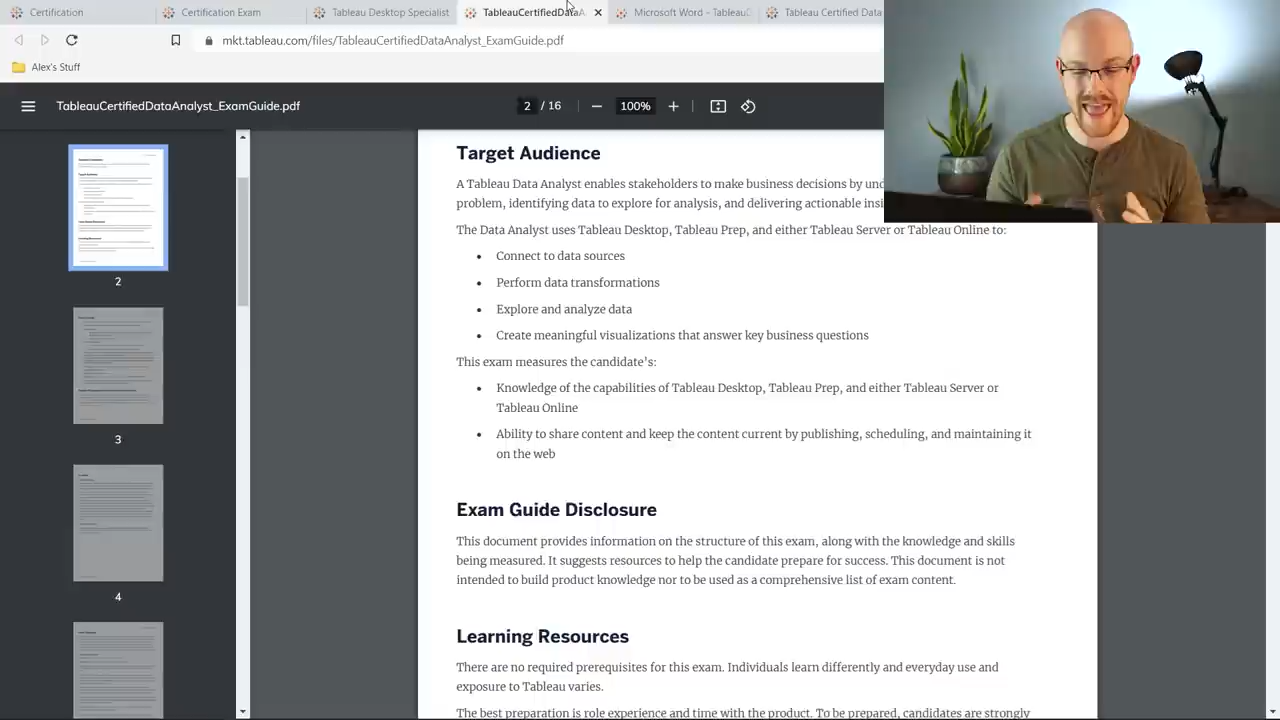 Certification
Certification Exam
Tableau Desktop Specialist
TableauCertifiedDataA
Microsoft Word - Tableau
Tableau Certified Data
mkt.tableau.com/files/TableauCertifiedDataAnalyst_ExamGuide.pdf
Alex's Stuff
TableauCertifiedDataAnalyst_ExamGuide.pdf
2 / 16
100%
Target Audience
A Tableau Data Analyst enables stakeholders to make business decisions by
problem, identifying data to explore for analysis, and delivering actionable
The Data Analyst uses Tableau Desktop, Tableau Prep, and either Tableau Server or Tableau Online to:
• Connect to data sources
• Perform data transformations
• Explore and analyze data
• Create meaningful visualizations that answer key business questions
This exam measures the candidate's:
• Knowledge of the capabilities of Tableau Desktop, Tableau Prep, and either Tableau Server or
Tableau Online
• Ability to share content and keep the content current by publishing, scheduling, and maintaining it
on the web
Exam Guide Disclosure
This document provides information on the structure of this exam, along with the knowledge and skills
being measured. It suggests resources to help the candidate prepare for success. This document is not
intended to build product knowledge nor to be used as a comprehensive list of exam content.
Learning Resources
There are no required prerequisites for this exam. Individuals learn differently and everyday use and
exposure to Tableau varies.
The best preparation is role experience and time with the product. To be prepared, candidates are strongly
2
3
4